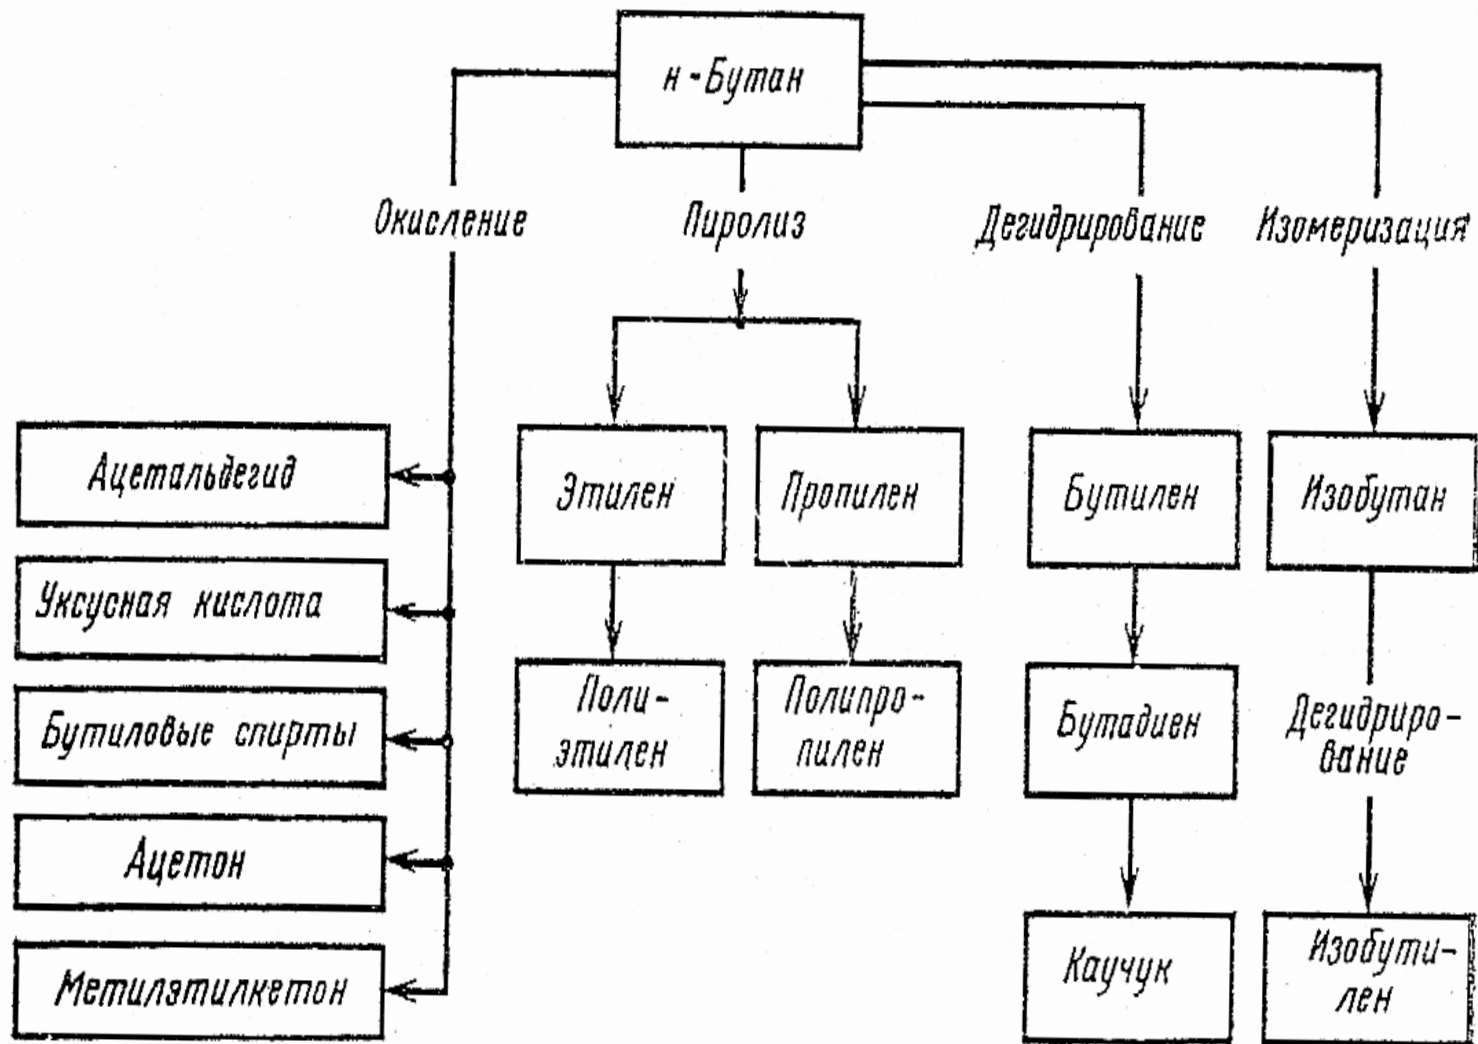 н-Бутан
Окисление
Пиролиз
Дегидрирование
Изомеризация
Ацетальдегид
Уксусная кислота
Бутиловые спирты
Ацетон
Метилэтилкетон
Этилен
Пропилен
Бутилен
Изобутан
Поли-
этилен
Полипро-
пилен
Бутадиен
Дегидриро-
вание
Каучук
Изобути-
лен